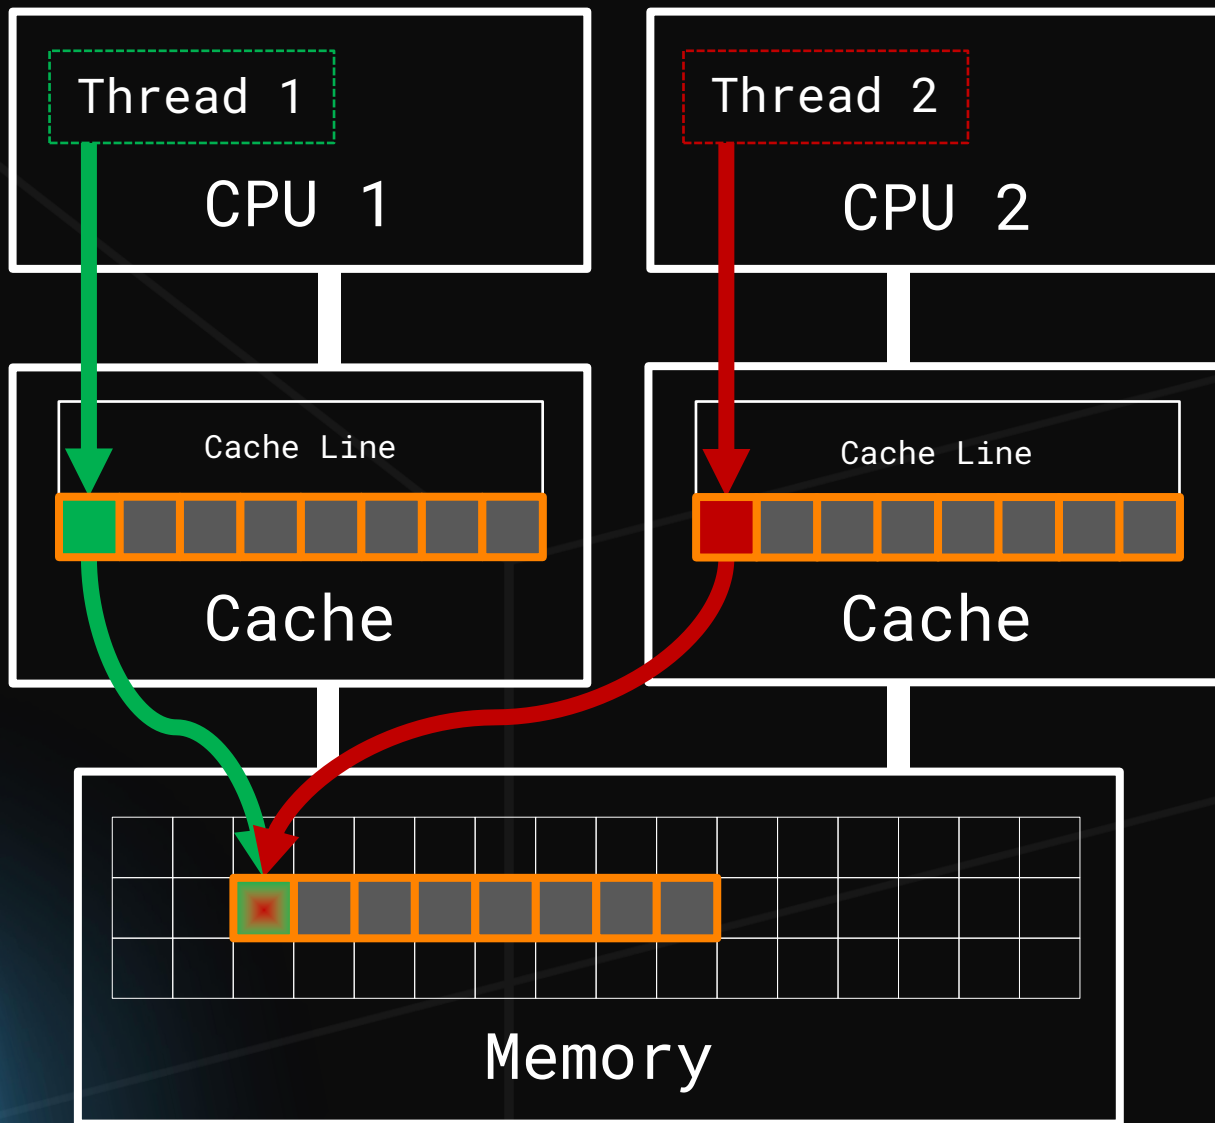 Thread 1
CPU 1
Thread 2
CPU 2
Cache Line
Cache
Cache Line
Cache
Memory